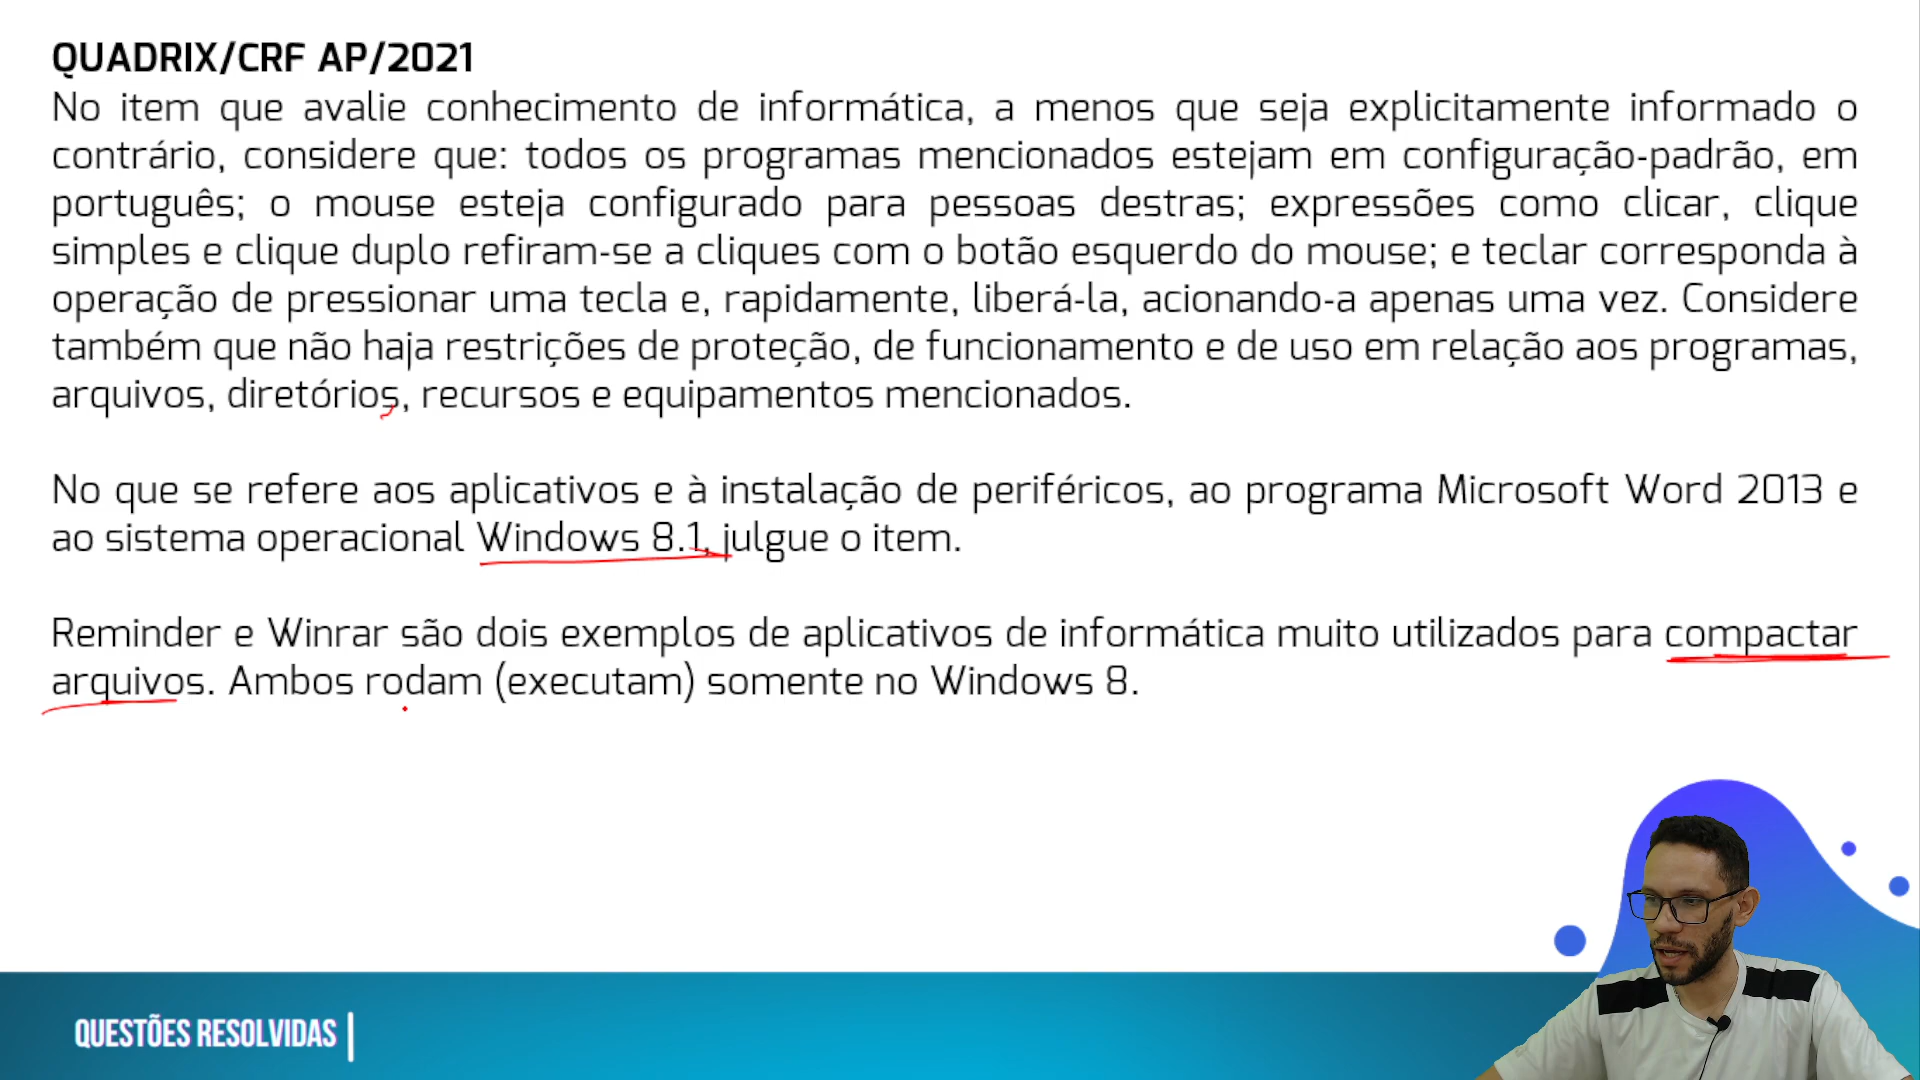 QUADRIX/CRF AP/2021
No item que avalie conhecimento de informática, a menos que seja explicitamente informado o
contrário, considere que: todos os programas mencionados estejam em configuração-padrão, em
português; o mouse esteja configurado para pessoas destras; expressões como clicar, clique
simples e clique duplo refiram-se a cliques com o botão esquerdo do mouse; e teclar corresponda à
operação de pressionar uma tecla e, rapidamente, liberá-la, acionando-a apenas uma vez. Considere
também que não haja restrições de proteção, de funcionamento e de uso em relação aos programas,
arquivos, diretórios, recursos e equipamentos mencionados.
No que se refere aos aplicativos e à instalação de periféricos, ao programa Microsoft Word 2013 e
ao sistema operacional Windows 8.1, julgue o item.
Reminder e Winrar são dois exemplos de aplicativos de informática muito utilizados para compactar
arquivos. Ambos rodam (executam) somente no Windows 8.
QUESTÕES RESOLVIDAS